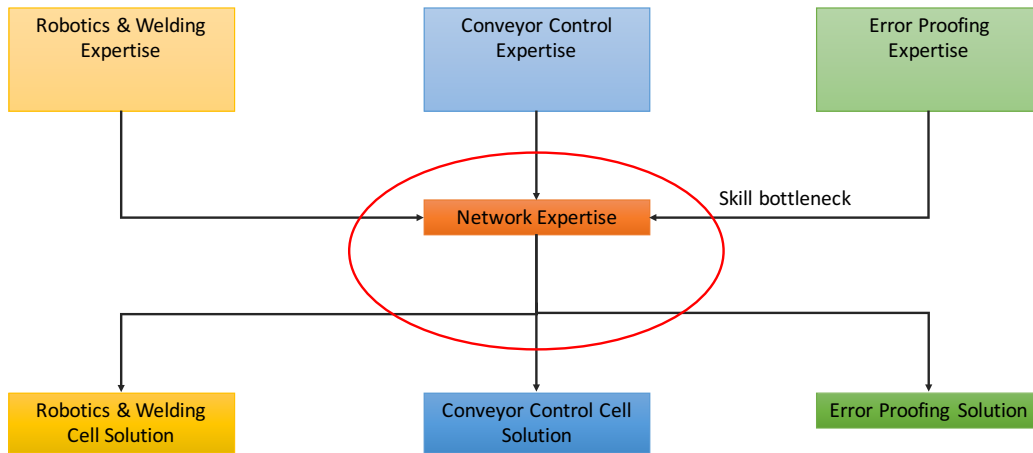 Robotics & Welding
Expertise
Conveyor Control
Expertise
Error Proofing
Expertise
Skill bottleneck
Network Expertise
Robotics & Welding
Cell Solution
Conveyor Control Cell
Solution
Error Proofing Solution